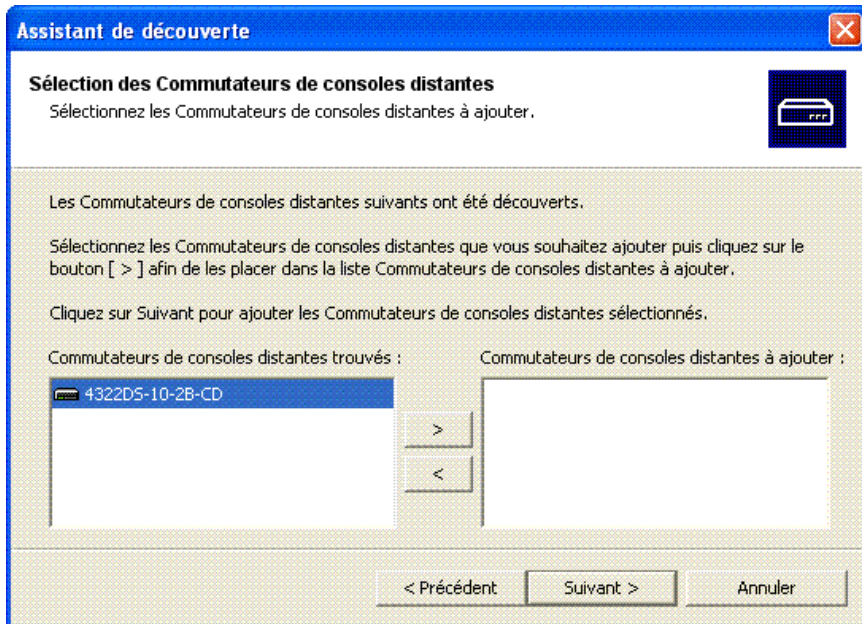 Assistant de découverte
Sélection des Commutateurs de consoles distantes
Sélectionnez les Commutateurs de consoles distantes à ajouter.
Les Commutateurs de consoles distantes suivants ont été découverts.
Sélectionnez les Commutateurs de consoles distantes que vous souhaitez ajouter puis cliquez sur le
bouton [ > ] afin de les placer dans la liste Commutateurs de consoles distantes à ajouter.
Cliquez sur Suivant pour ajouter les Commutateurs de consoles distantes sélectionnés.
Commutateurs de consoles distantes trouvés :
Commutateurs de consoles distantes à ajouter :
4322DS-10-2B-CD
>
<
< Précédent
Suivant >
Annuler